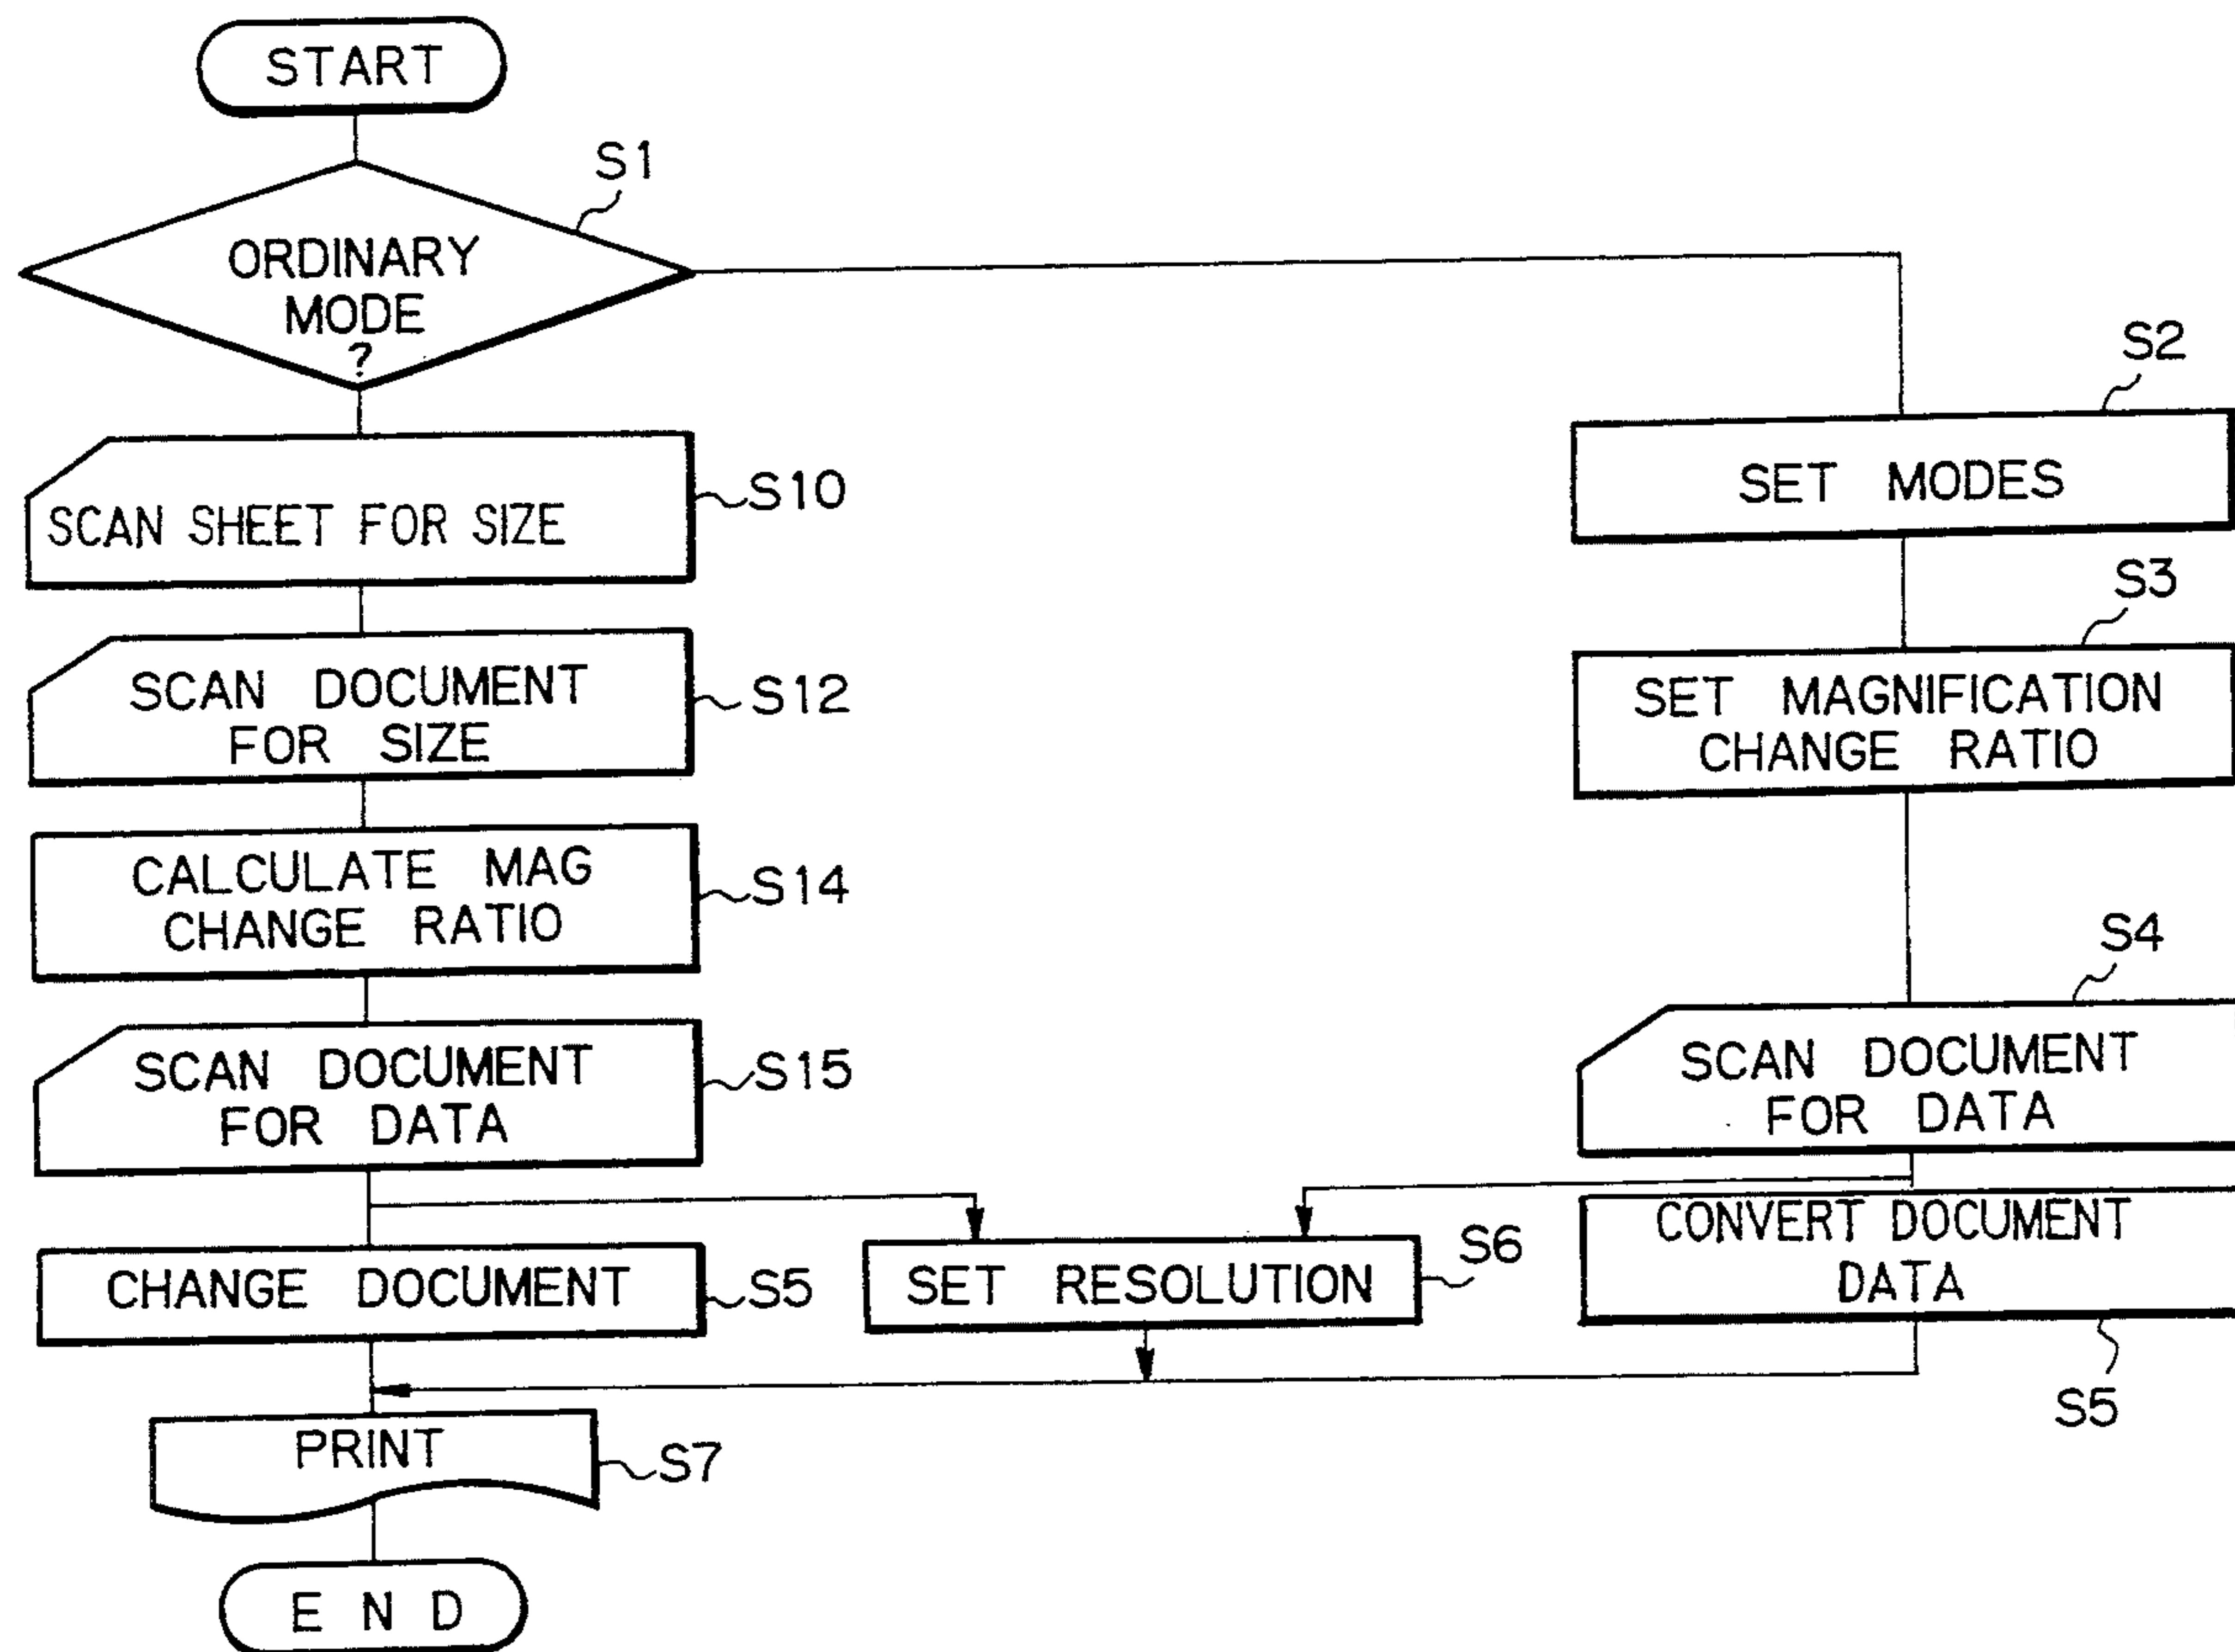 START
S1
ORDINARY
MODE
?
S10
SCAN SHEET FOR SIZE
SCAN DOCUMENT
FOR SIZE
S12
CALCULATE MAG
CHANGE RATIO
S14
SCAN DOCUMENT
FOR DATA
S15
CHANGE DOCUMENT
S5
SET RESOLUTION
S6
S2
SET MODES
S3
SET MAGNIFICATION
CHANGE RATIO
S4
SCAN DOCUMENT
FOR DATA
CONVERT DOCUMENT
DATA
S5
PRINT
S7
END